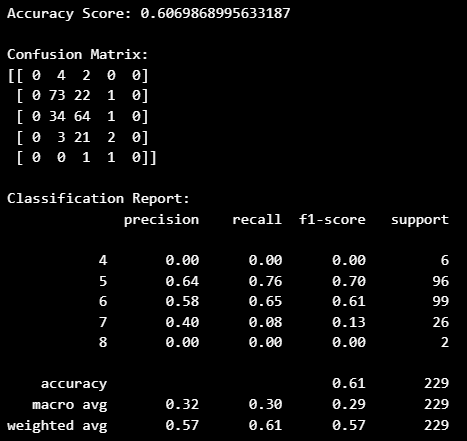 Accuracy Score: 0.6069868995633187
Confusion Matrix:
[[ 0  4  2  0  0]
 [ 0 73 22  1  0]
 [ 0 34 64  1  0]
 [ 0  3 21  2  0]
 [ 0  0  1  1  0]]
Classification Report:
              precision    recall  f1-score   support
           4       0.00      0.00      0.00         6
           5       0.64      0.76      0.70        96
           6       0.58      0.65      0.61        99
           7       0.40      0.08      0.13        26
           8       0.00      0.00      0.00         2
    accuracy                           0.61       229
   macro avg       0.32      0.30      0.29       229
weighted avg       0.57      0.61      0.57       229